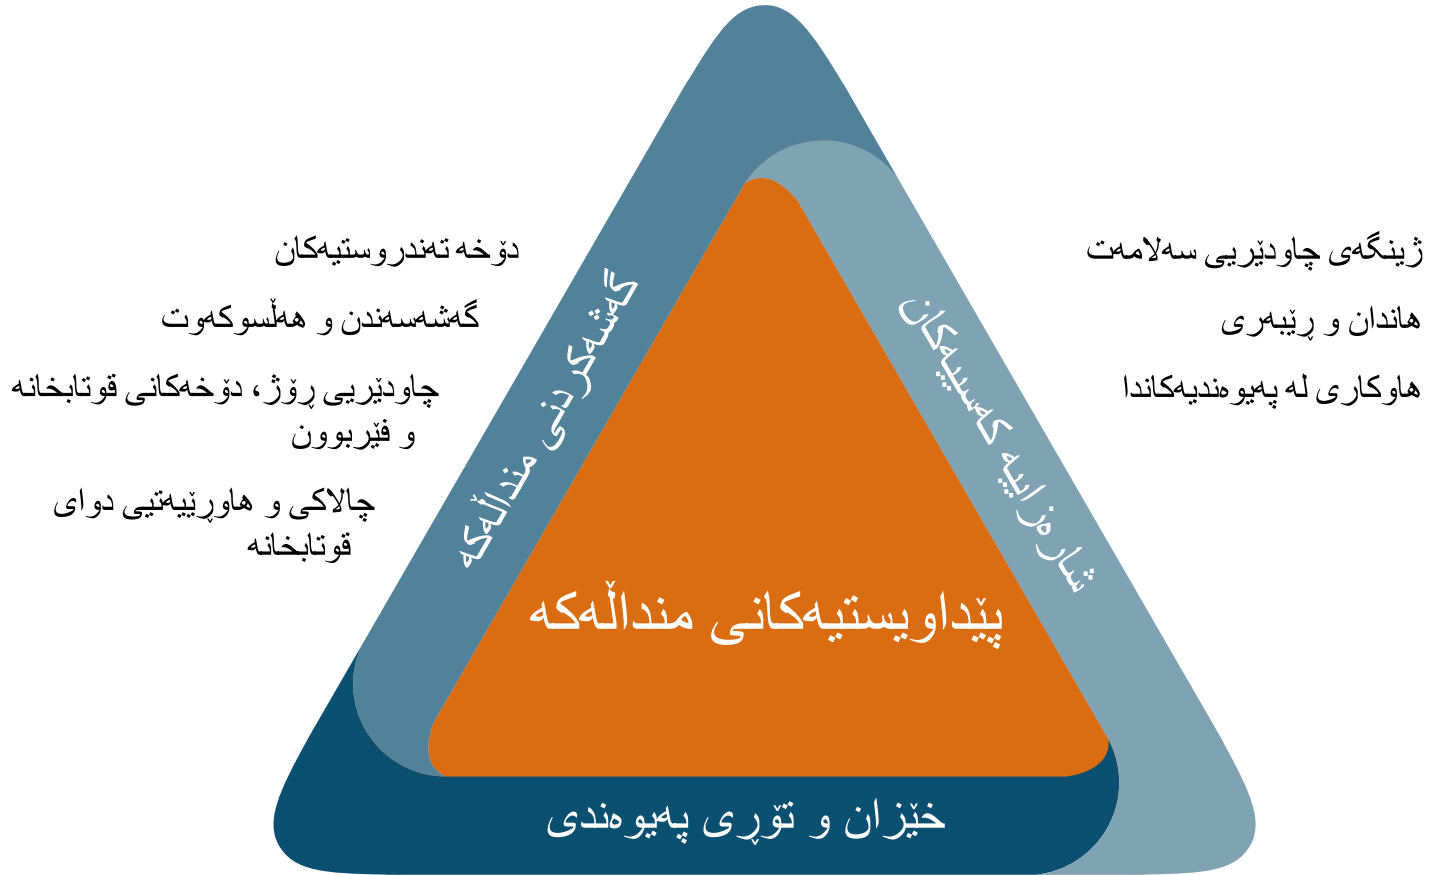 ژینگەی چاودێریی سەلامەت
هاندان و ڕێبەری
هاوکاری لە پەیوەندیەکاندا
شارەزاییە کەسییەکان
گەشەکردنی منداڵەکە
دۆخە تەندروستیەکان
گەشەسەندن و هەڵسوکەوت
چاودێریی ڕۆژ، دۆخەکانی قوتابخانە
و فێربوون
چالاکی و هاوڕێیەتیی دوای
قوتابخانە
پێداویستیەکانی منداڵەکە
خێزان و تۆڕی پەیوەندی